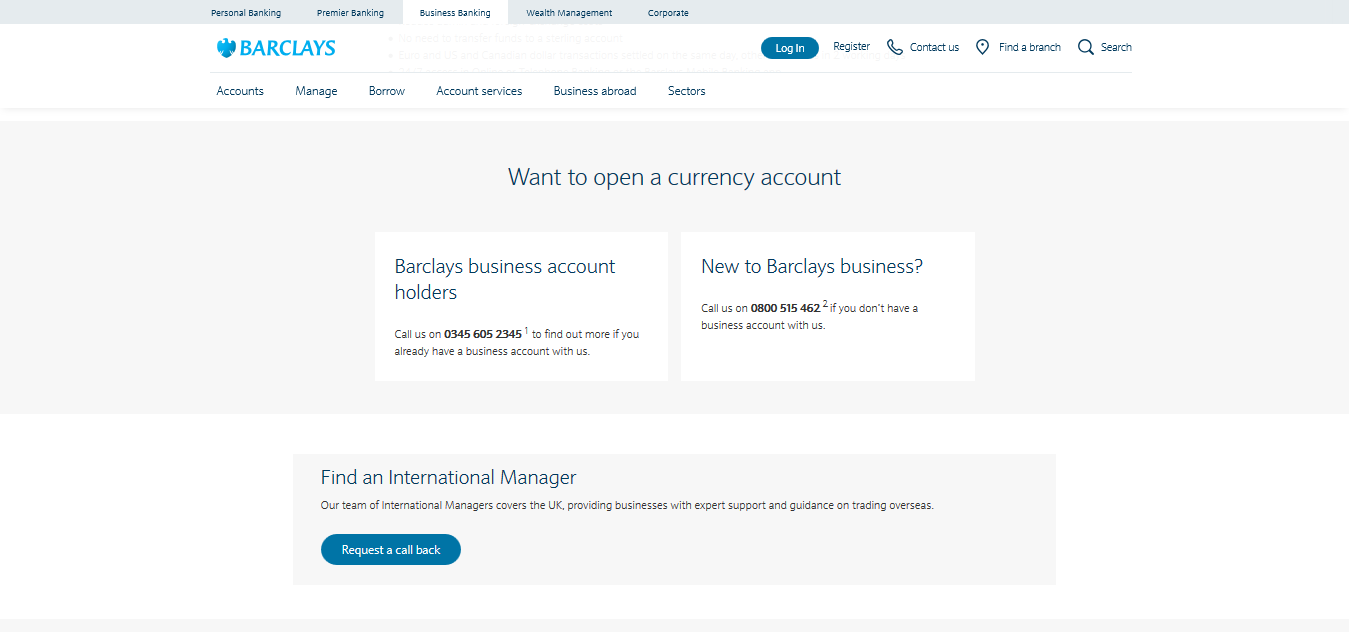 Personal Banking Premier Banking Business Banking Wealth Management Corporate
No need to transfer funds to a sterling account
BARCLAYS Log In Register Contact us Find a branch Search
Euro and US and Canadian dollar transactions settled on the same day,
Accounts Manage Borrow Account services Business abroad Sectors
Want to open a currency account
Barclays business account
holders
Call us on 0345 605 2345 1 to find out more if you
already have a business account with us.
New to Barclays business?
Call us on 0800 515 462 2 if you don't have a
business account with us.
Find an International Manager
Our team of International Managers covers the UK, providing businesses with expert support and guidance on trading overseas.
Request a call back